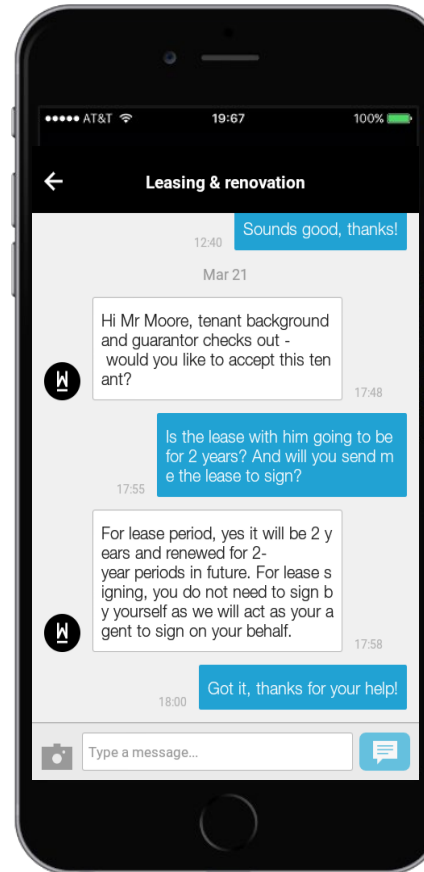 AT&T 19:67 100%
Leasing & renovation
Sounds good, thanks!
12:40
Mar 21
Hi Mr Moore, tenant background
and guarantor checks out -
would you like to accept this ten
ant?
17:48
Is the lease with him going to be
for 2 years? And will you send m
e the lease to sign?
17:55
For lease period, yes it will be 2 y
ears and renewed for 2-
year periods in future. For lease s
igning, you do not need to sign b
y yourself as we will act as your a
gent to sign on your behalf.
17:58
Got it, thanks for your help!
18:00
Type a message...